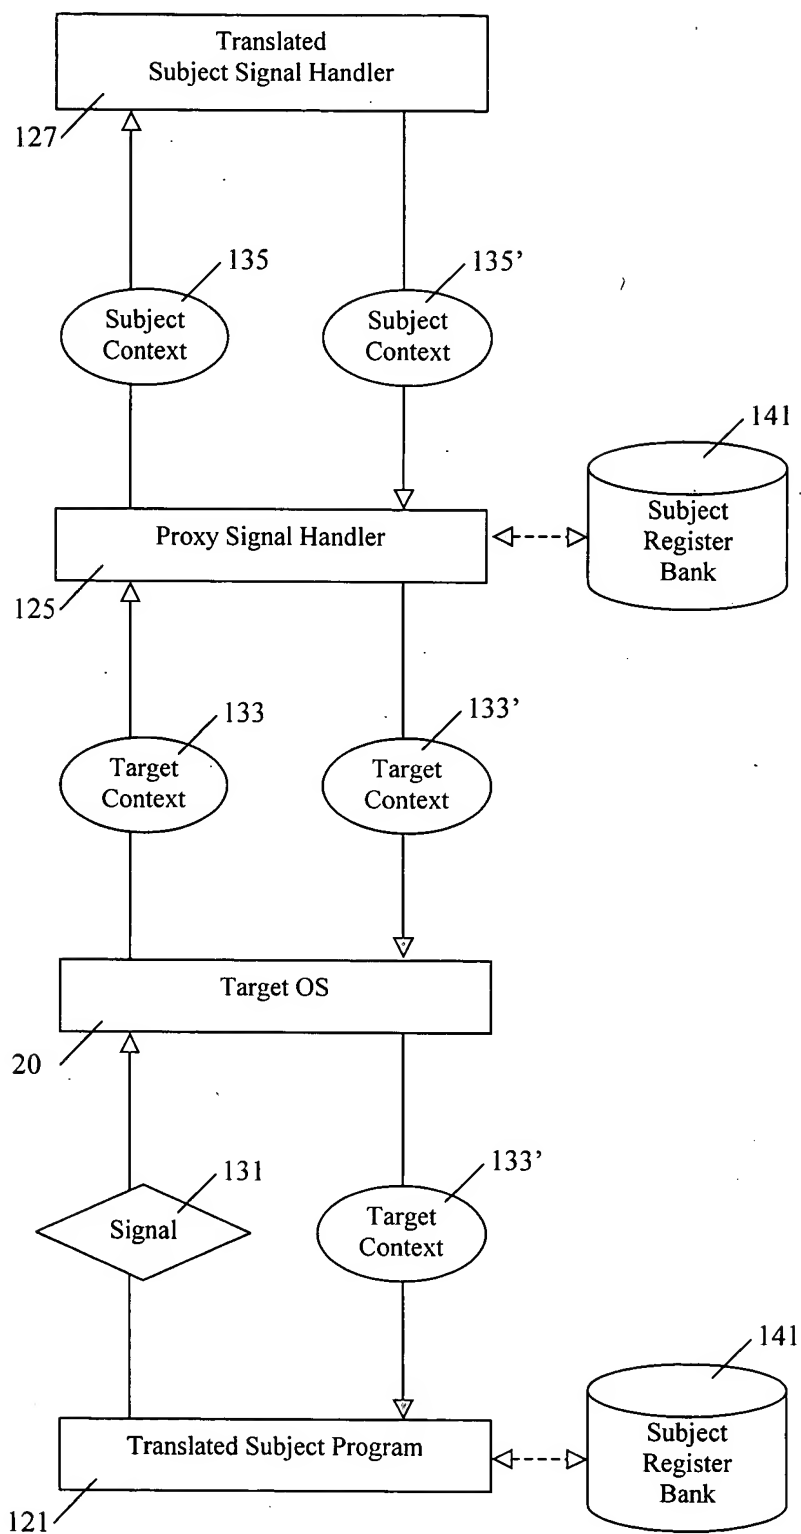 Translated
Subject Signal Handler
127
135
135’
Subject
Context
Subject
Context
141
Proxy Signal Handler
Subject
Register
Bank
125
133
133’
Target
Context
Target
Context
Target OS
20
131
133’
Signal
Target
Context
141
Translated Subject Program
Subject
Register
Bank
121